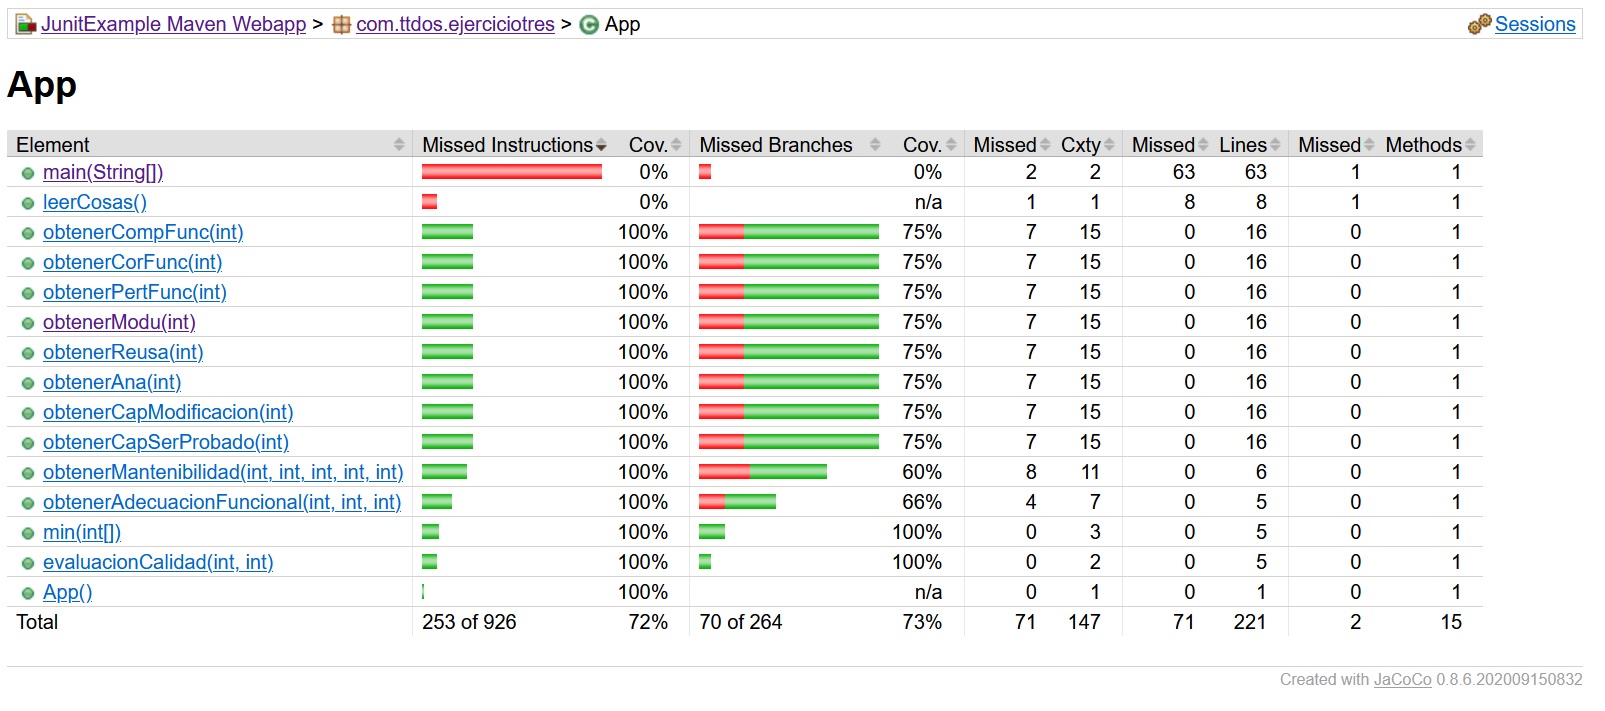 JunitExample Maven Webapp > com.ttdos.ejerciciotres > App Sessions
App
Element Missed Instructions Cov. Missed Branches Cov. Missed Cxty Missed Lines Missed Methods
main(String[]) 0% 0% 2 2 63 63 1 1
leerCosas() 0% n/a 1 1 8 8 1 1
obtenerCompFunc(int) 100% 75% 7 15 0 16 0 1
obtenerCorFunc(int) 100% 75% 7 15 0 16 0 1
obtenerPertFunc(int) 100% 75% 7 15 0 16 0 1
obtenerModu(int) 100% 75% 7 15 0 16 0 1
obtenerReusa(int) 100% 75% 7 15 0 16 0 1
obtenerAna(int) 100% 75% 7 15 0 16 0 1
obtenerCapModificacion(int) 100% 75% 7 15 0 16 0 1
obtenerCapSerProbado(int) 100% 75% 7 15 0 16 0 1
obtenerMantenibilidad(int, int, int, int, int) 100% 60% 8 11 0 6 0 1
obtenerAdecuacionFuncional(int, int, int) 100% 66% 4 7 0 5 0 1
min(int[]) 100% 100% 0 3 0 5 0 1
evaluacionCalidad(int, int) 100% 100% 0 2 0 5 0 1
App() 100% n/a 0 1 0 1 0 1
Total 253 of 926 72% 70 of 264 73% 71 147 71 221 2 15
Created with JaCoCo 0.8.6.202009150832